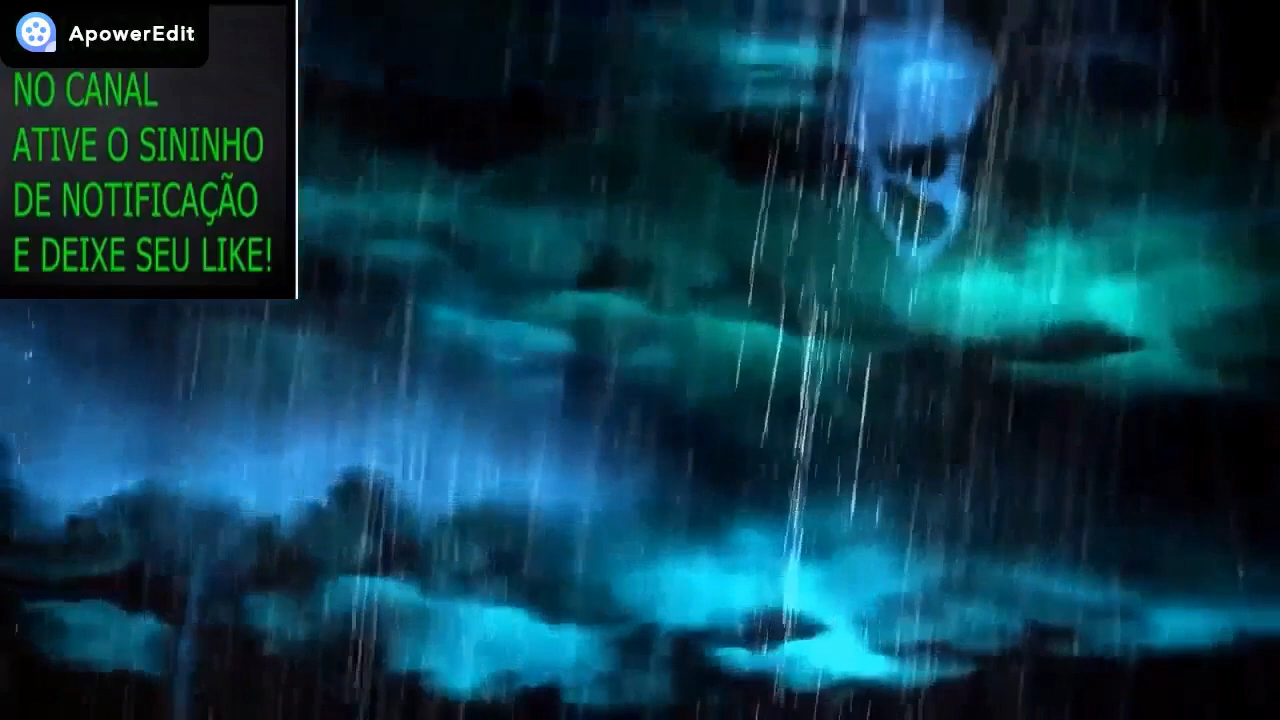 ApowerEdit
NO CANAL
ATIVE O SININHO
DE NOTIFICAÇÃO
E DEIXE SEU LIKE!